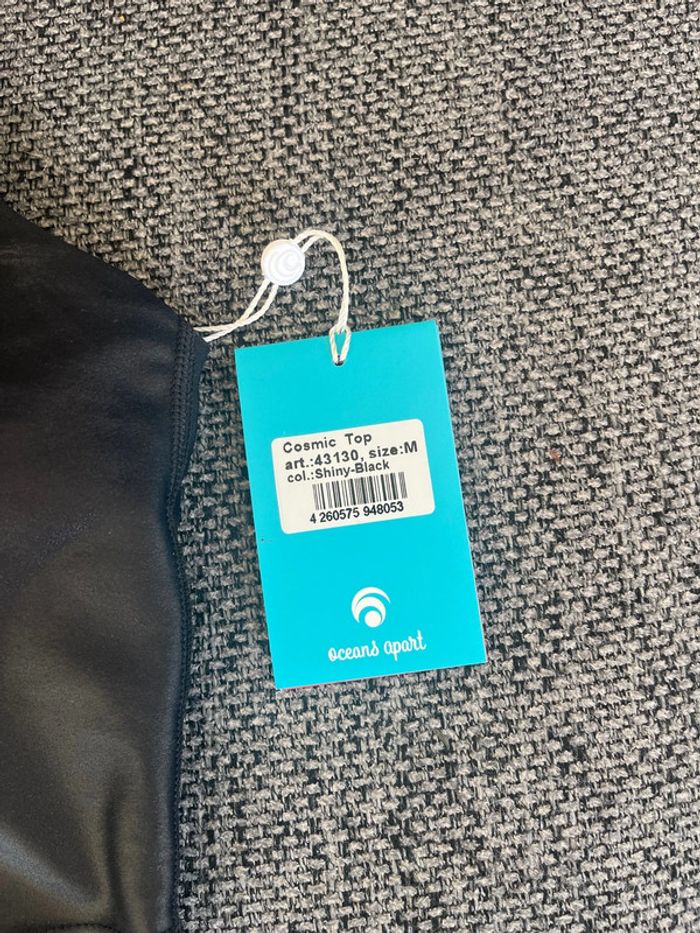 Cosmic Top
art.:43130, size:M
col.:Shiny-Black
4 260575 948053
oceans apart